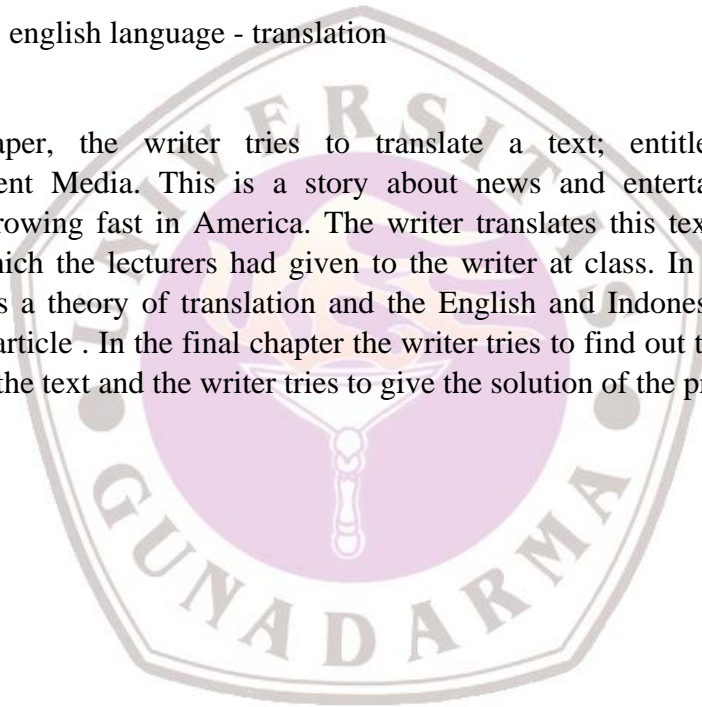 english language - translation
aper, the writer tries to translate a text; entitle
ent Media. This is a story about news and enterta
rowing fast in America. The writer translates this tex
hich the lecturers had given to the writer at class. In
s a theory of translation and the English and Indones
article . In the final chapter the writer tries to find out t
the text and the writer tries to give the solution of the pr
UNIVERSITAS
GUNADARMA